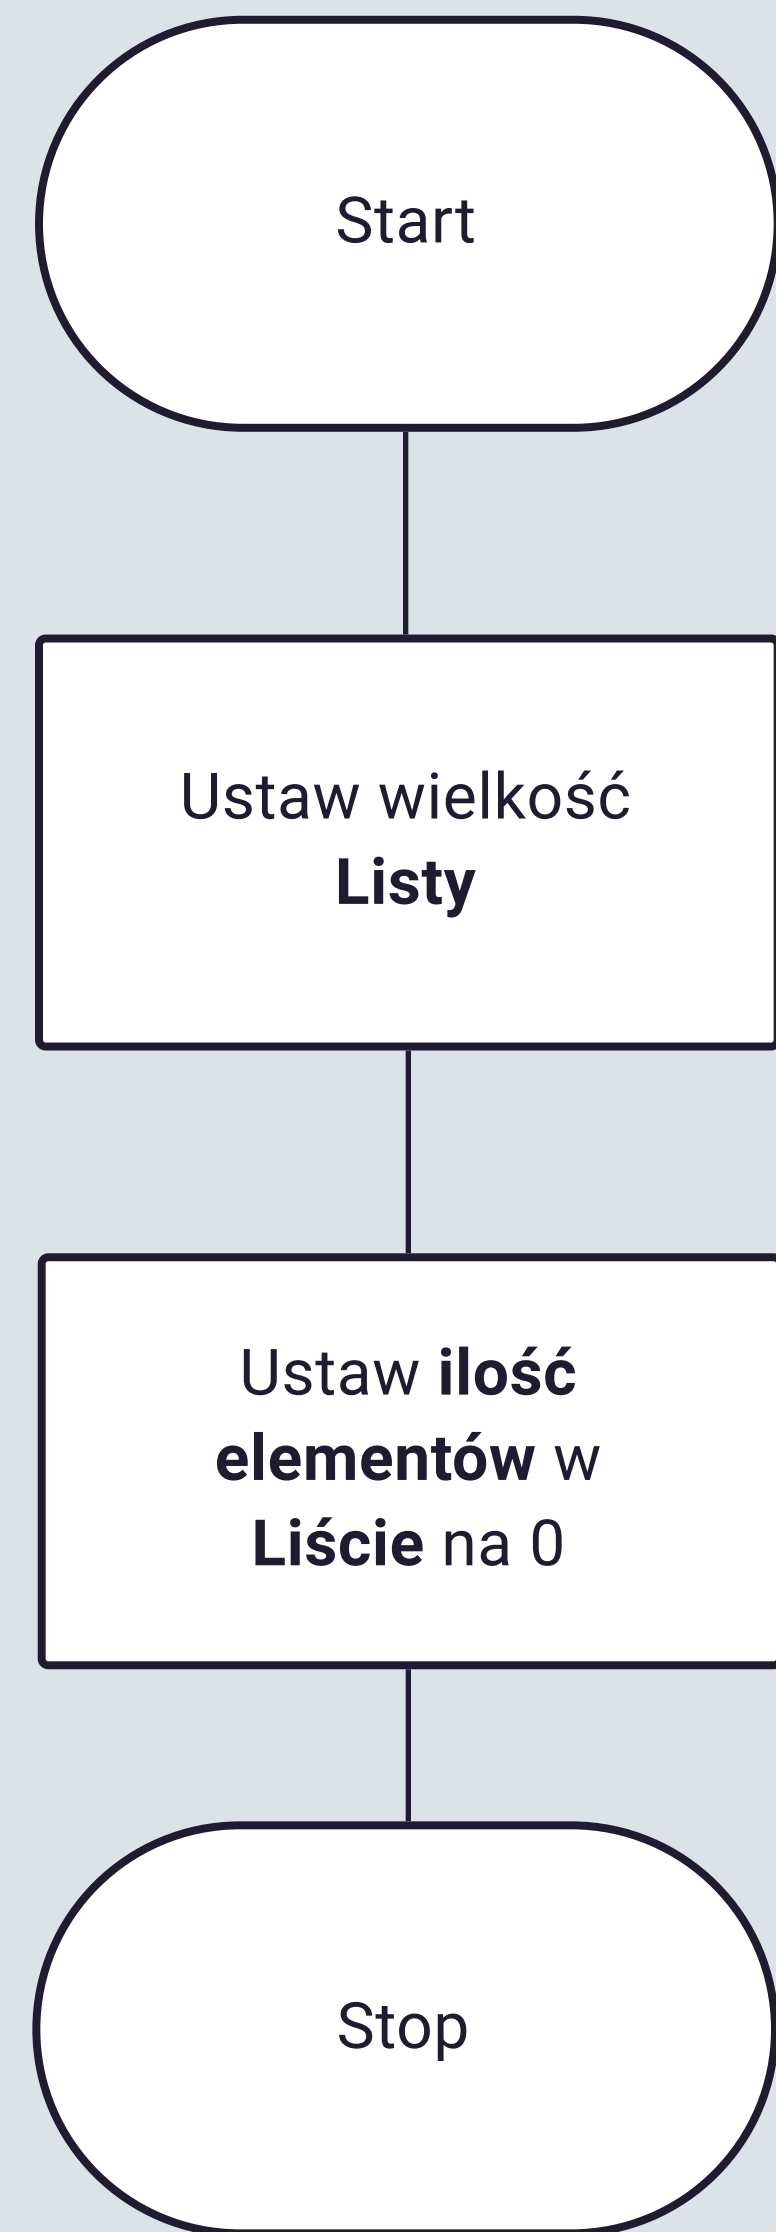 Start
Ustaw wielkość
Listy
Ustaw ilość
elementów w
Liście na 0
Stop